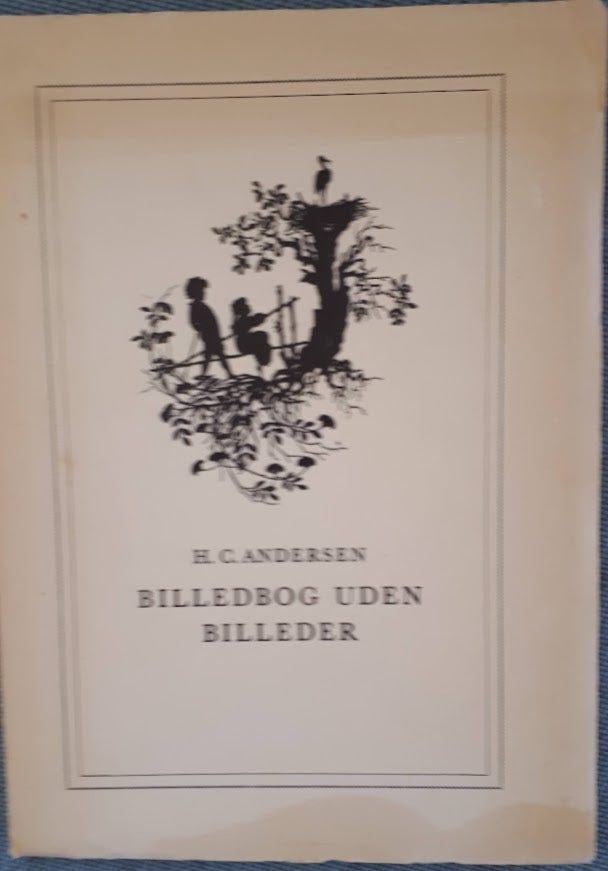 H. C. ANDERSEN
BILLEDBOG UDEN
BILLEDER